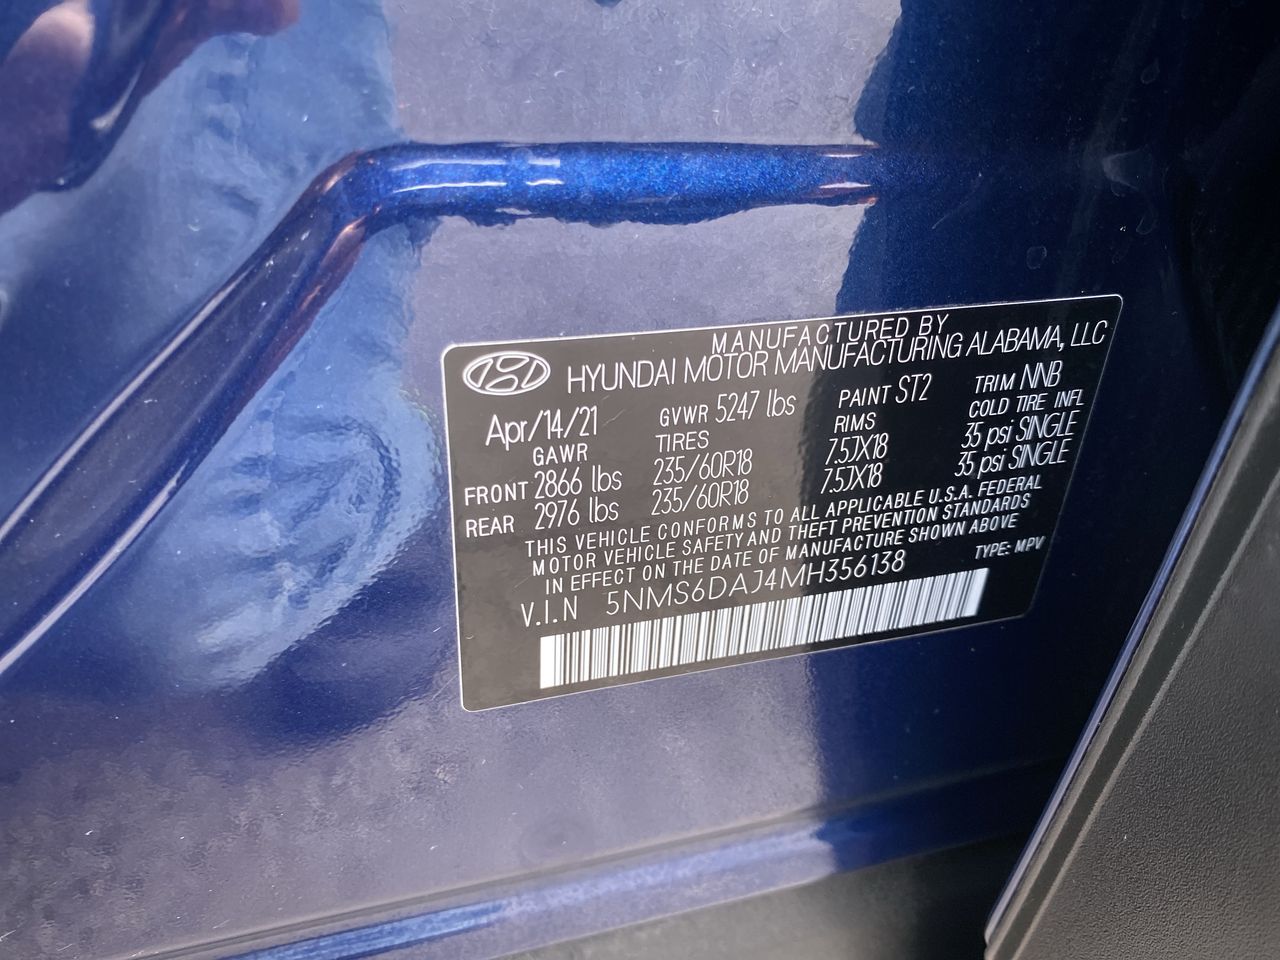 MANUFACTURED BY
HYUNDAI MOTOR MANUFACTURING ALABAMA, LLC
Apr/14/21 GVWR 5247 lbs PAINT ST2 TRIM NNB
GAWR TIRES RIMS COLD TIRE INFL
FRONT 2866 lbs 235/60R18 7.5JX18 35 psi SINGLE
REAR 2976 lbs 235/60R18 7.5JX18 35 psi SINGLE
THIS VEHICLE CONFORMS TO ALL APPLICABLE U.S.A. FEDERAL
MOTOR VEHICLE SAFETY AND THEFT PREVENTION STANDARDS
IN EFFECT ON THE DATE OF MANUFACTURE SHOWN ABOVE
V.I.N 5NMS6DAJ4MH356138 TYPE: MPV